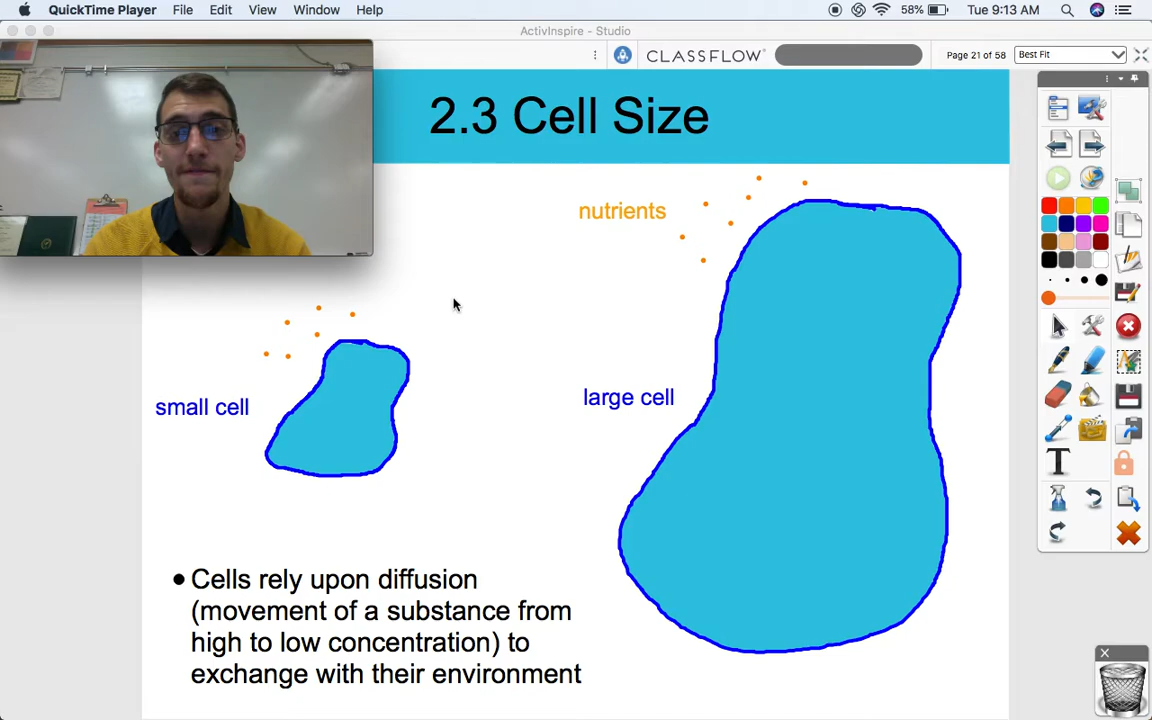 QuickTime Player File Edit View Window Help 58% Tue 9:13 AM
ActivInspire - Studio
CLASSFLOW Page 21 of 58 Best Fit
2.3 Cell Size
nutrients
small cell
large cell
• Cells rely upon diffusion
(movement of a substance from
high to low concentration) to
exchange with their environment